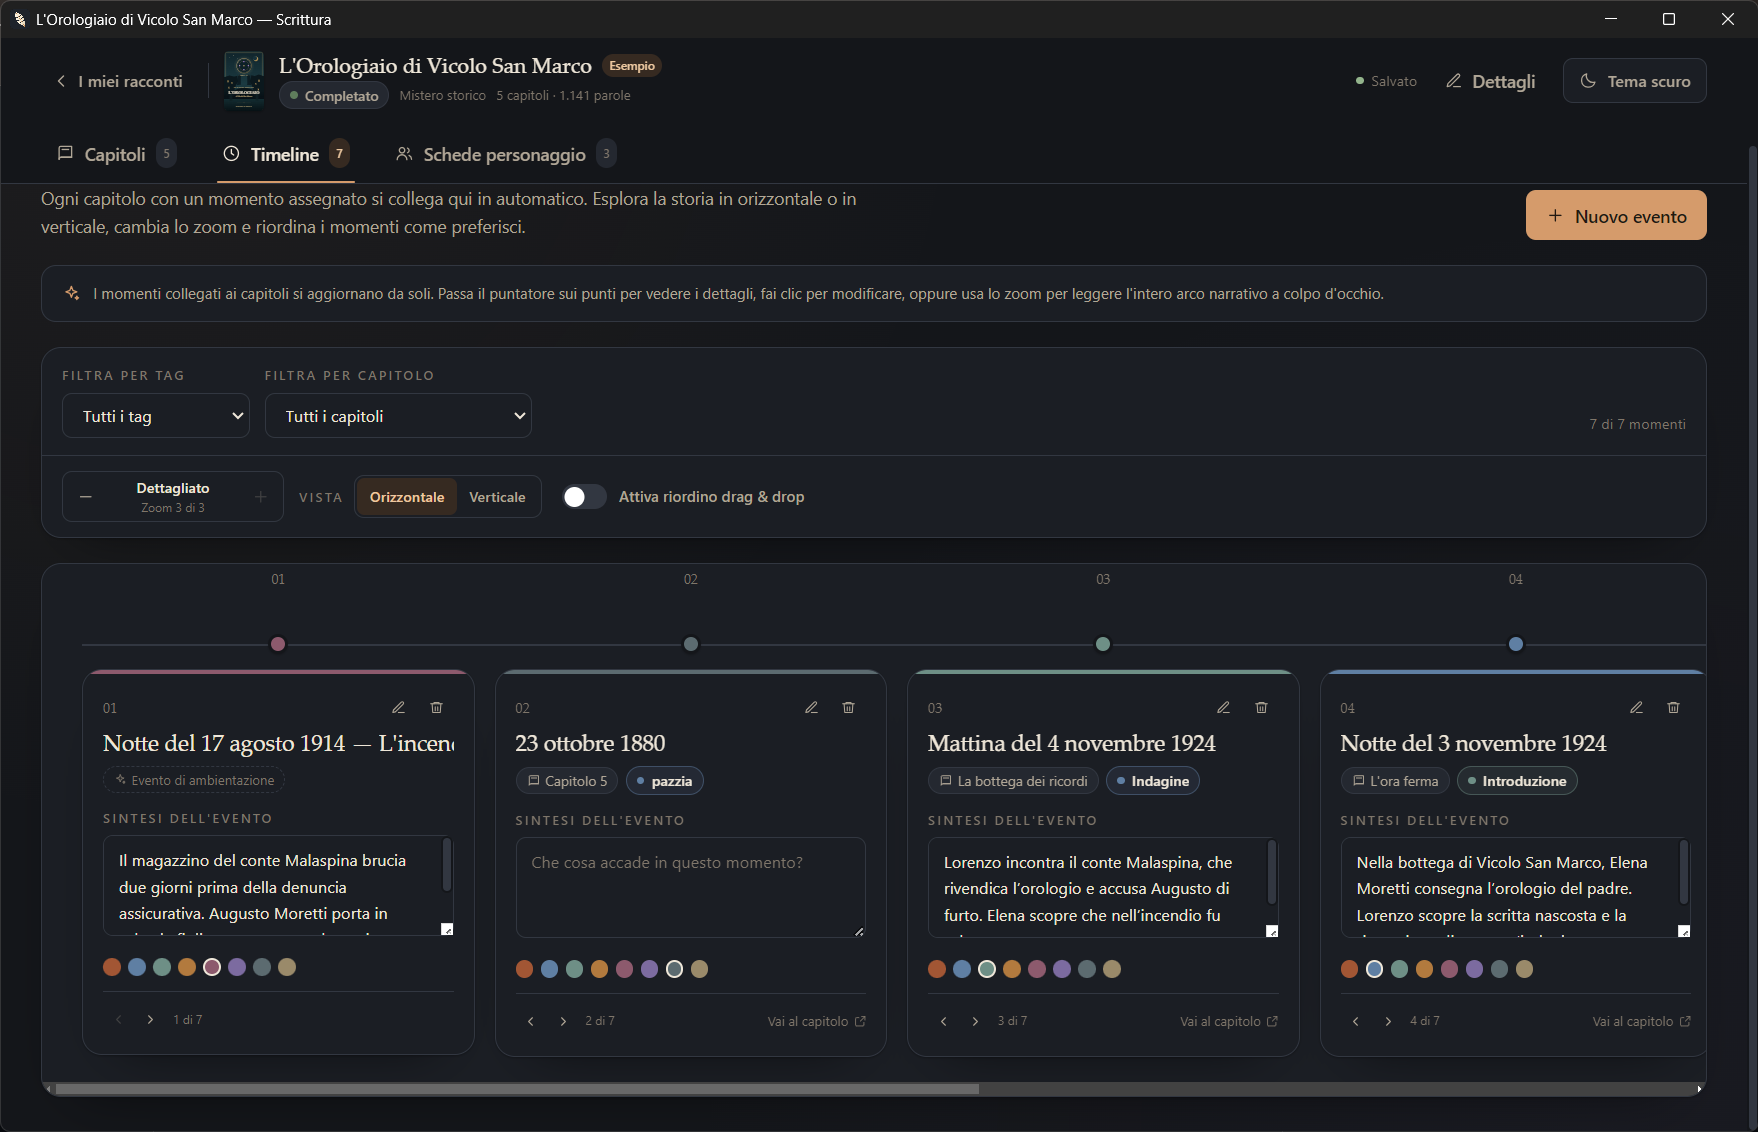 L'Orologiaio di Vicolo San Marco — Scrittura
I miei racconti
L'Orologiaio di Vicolo San Marco
Esempio
Completato
Mistero storico
5 capitoli · 1.141 parole
Salvato
Dettagli
Tema scuro
Capitoli 5
Timeline 7
Schede personaggio 3
Ogni capitolo con un momento assegnato si collega qui in automatico. Esplora la storia in orizzontale o in
verticale, cambia lo zoom e riordina i momenti come preferisci.
+ Nuovo evento
I momenti collegati ai capitoli si aggiornano da soli. Passa il puntatore sui punti per vedere i dettagli, fai clic per modificare, oppure usa lo zoom per leggere l'intero arco narrativo a colpo d'occhio.
FILTRA PER TAG
FILTRA PER CAPITOLO
Tutti i tag
Tutti i capitoli
7 di 7 momenti
Dettagliato
Zoom 3 di 3
VISTA
Orizzontale
Verticale
Attiva riordino drag & drop
01
02
03
04
01
Notte del 17 agosto 1914 — L'incen
Evento di ambientazione
SINTESI DELL'EVENTO
Il magazzino del conte Malaspina brucia
due giorni prima della denuncia
assicurativa. Augusto Moretti porta in
1 di 7
02
23 ottobre 1880
Capitolo 5
pazzia
SINTESI DELL'EVENTO
Che cosa accade in questo momento?
2 di 7
Vai al capitolo
03
Mattina del 4 novembre 1924
La bottega dei ricordi
Indagine
SINTESI DELL'EVENTO
Lorenzo incontra il conte Malaspina, che
rivendica l’orologio e accusa Augusto di
furto. Elena scopre che nell’incendio fu
3 di 7
Vai al capitolo
04
Notte del 3 novembre 1924
L'ora ferma
Introduzione
SINTESI DELL'EVENTO
Nella bottega di Vicolo San Marco, Elena
Moretti consegna l’orologio del padre.
Lorenzo scopre la scritta nascosta e la
4 di 7
Vai al capitolo